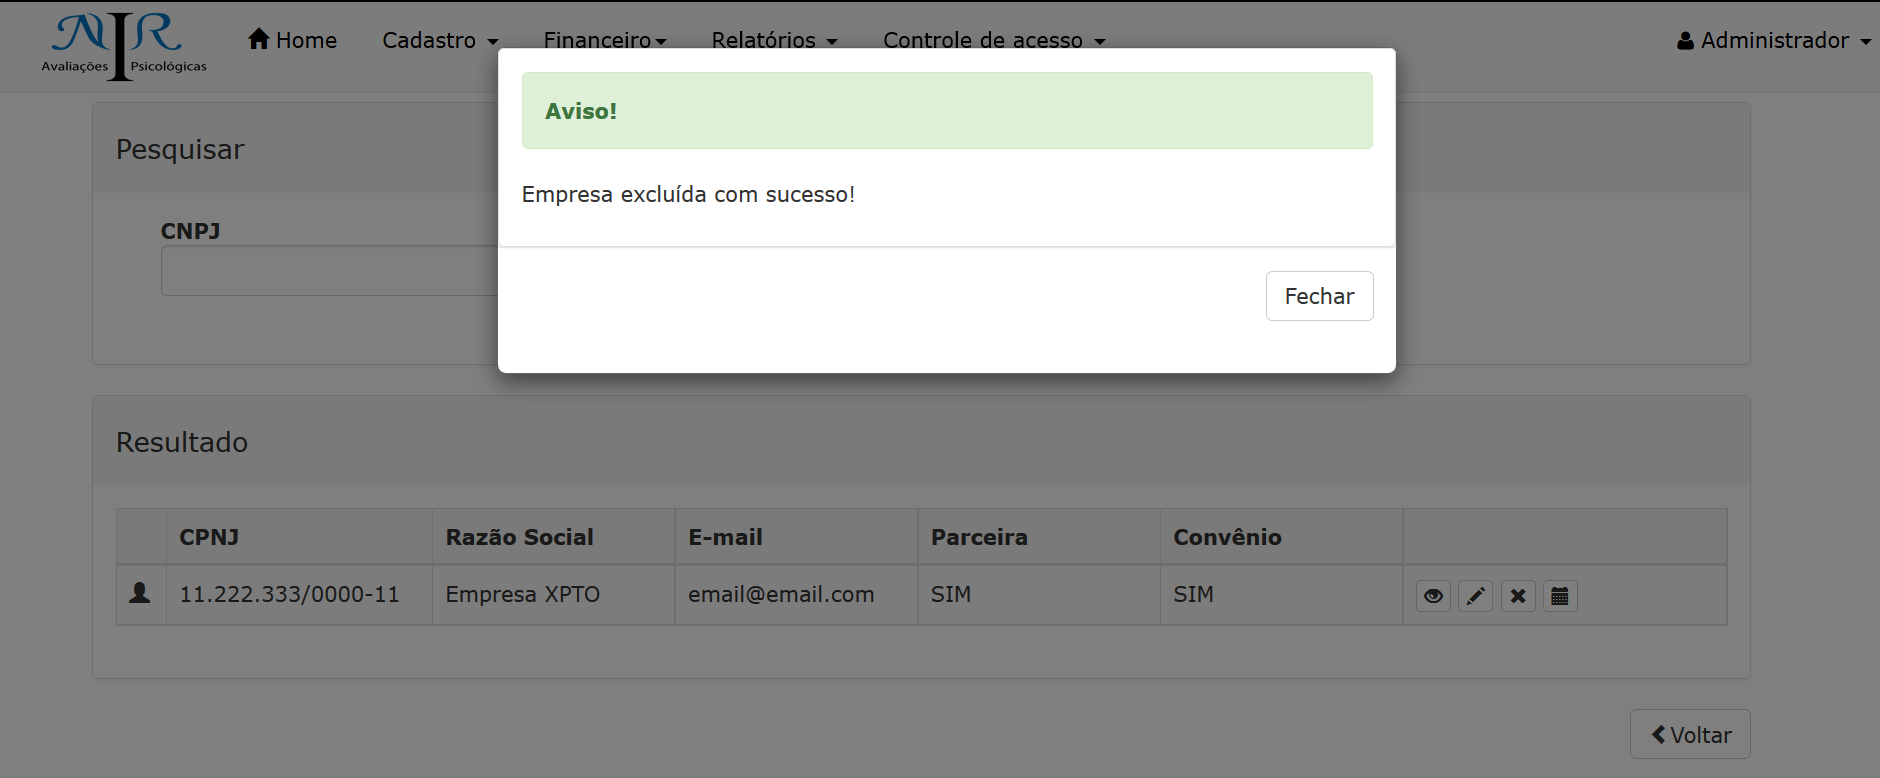 NIR
Avaliações Psicológicas
Home Cadastro Financeiro Relatórios Controle de acesso Administrador
Aviso!
Empresa excluída com sucesso!
Fechar
Pesquisar
CNPJ
Resultado
CPNJ Razão Social E-mail Parceira Convênio
11.222.333/0000-11 Empresa XPTO email@email.com SIM SIM
Voltar